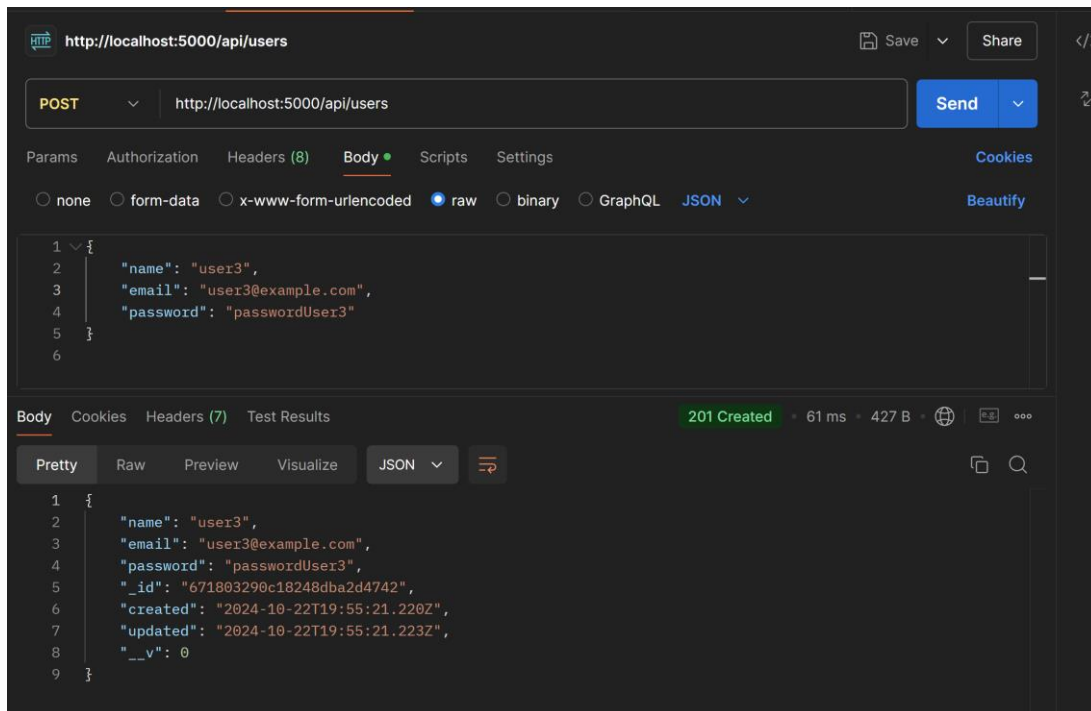 HTTP http://localhost:5000/api/users Save Share </>
POST http://localhost:5000/api/users Send
Params Authorization Headers (8) Body Scripts Settings Cookies
none form-data x-www-form-urlencoded raw binary GraphQL JSON Beautify
1 {
2 "name": "user3",
3 "email": "user3@example.com",
4 "password": "passwordUser3"
5 }
6
Body Cookies Headers (7) Test Results 201 Created 61 ms 427 B e.g.
Pretty Raw Preview Visualize JSON
1 {
2 "name": "user3",
3 "email": "user3@example.com",
4 "password": "passwordUser3",
5 "_id": "671803290c18248dba2d4742",
6 "created": "2024-10-22T19:55:21.220Z",
7 "updated": "2024-10-22T19:55:21.223Z",
8 "__v": 0
9 }